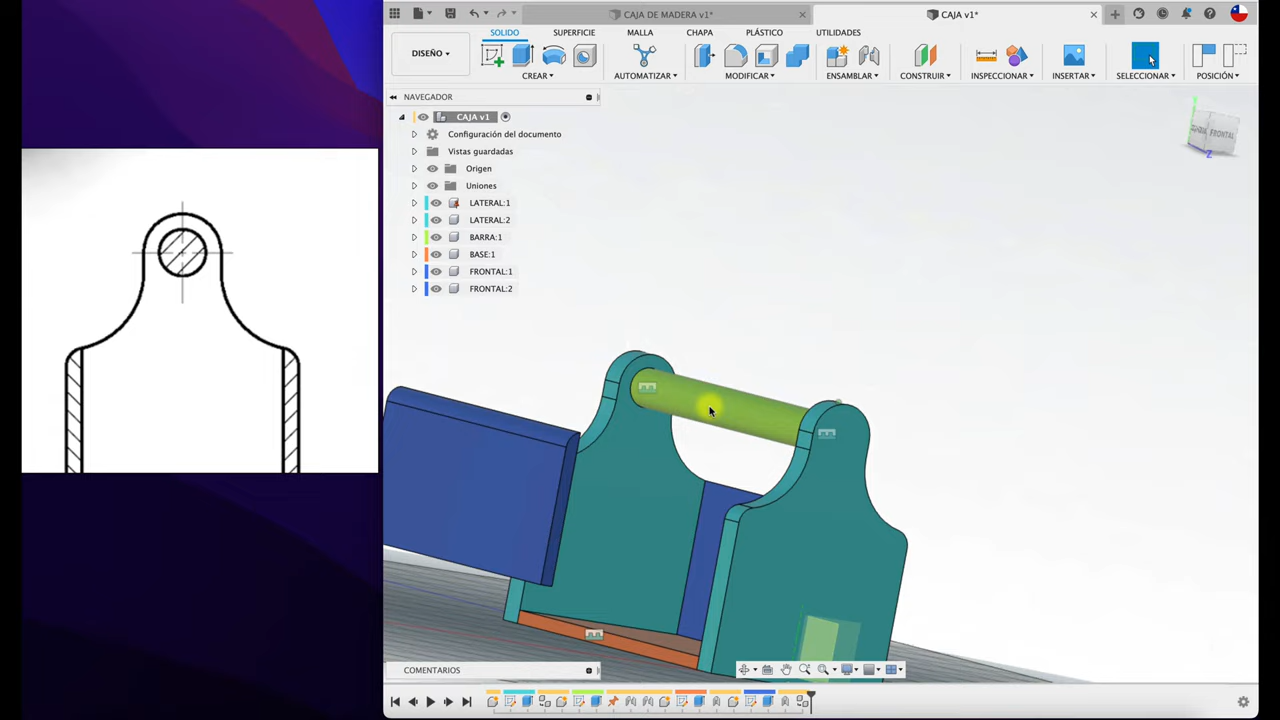 CAJA DE MADERA v1*
CAJA v1*
SOLIDO
SUPERFICIE
MALLA
CHAPA
PLÁSTICO
UTILIDADES
DISEÑO
CREAR
AUTOMATIZAR
MODIFICAR
ENSAMBLAR
CONSTRUIR
INSPECCIONAR
INSERTAR
SELECCIONAR
POSICIÓN
NAVEGADOR
CAJA v1
Configuración del documento
Vistas guardadas
Origen
Uniones
LATERAL:1
LATERAL:2
BARRA:1
BASE:1
FRONTAL:1
FRONTAL:2
FRONTAL
Z
COMENTARIOS